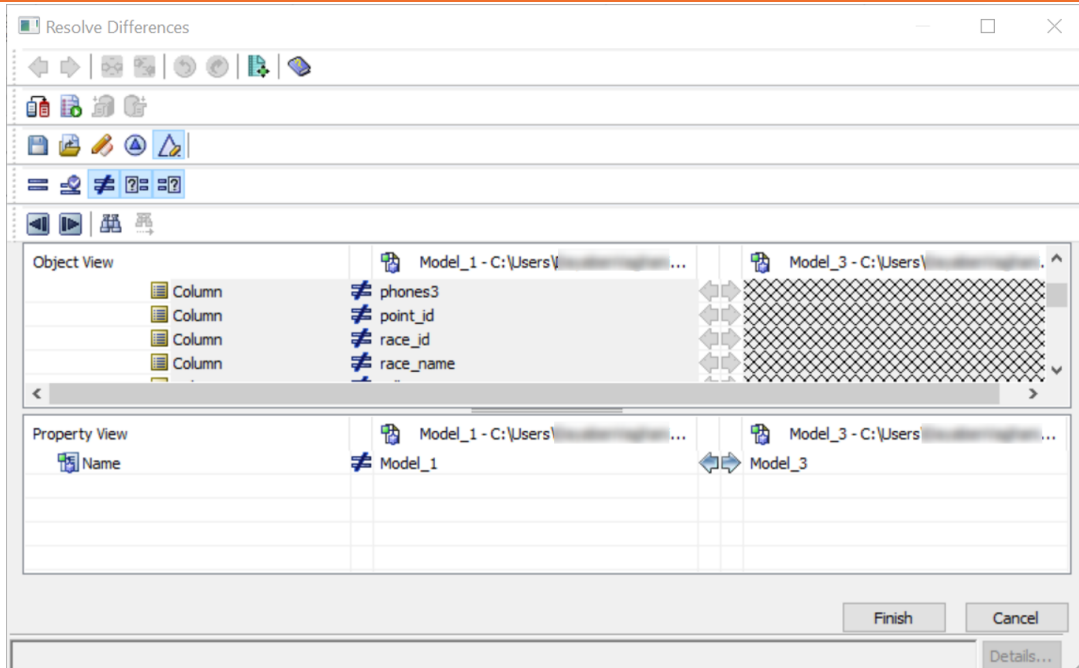 Resolve Differences
Object View Model_1 - C:\Users\ ... Model_3 - C:\Users\ .
Column phones3
Column point_id
Column race_id
Column race_name
Property View Model_1 - C:\Users\ ... Model_3 - C:\Users ...
Name Model_1 Model_3
Finish Cancel
Details...